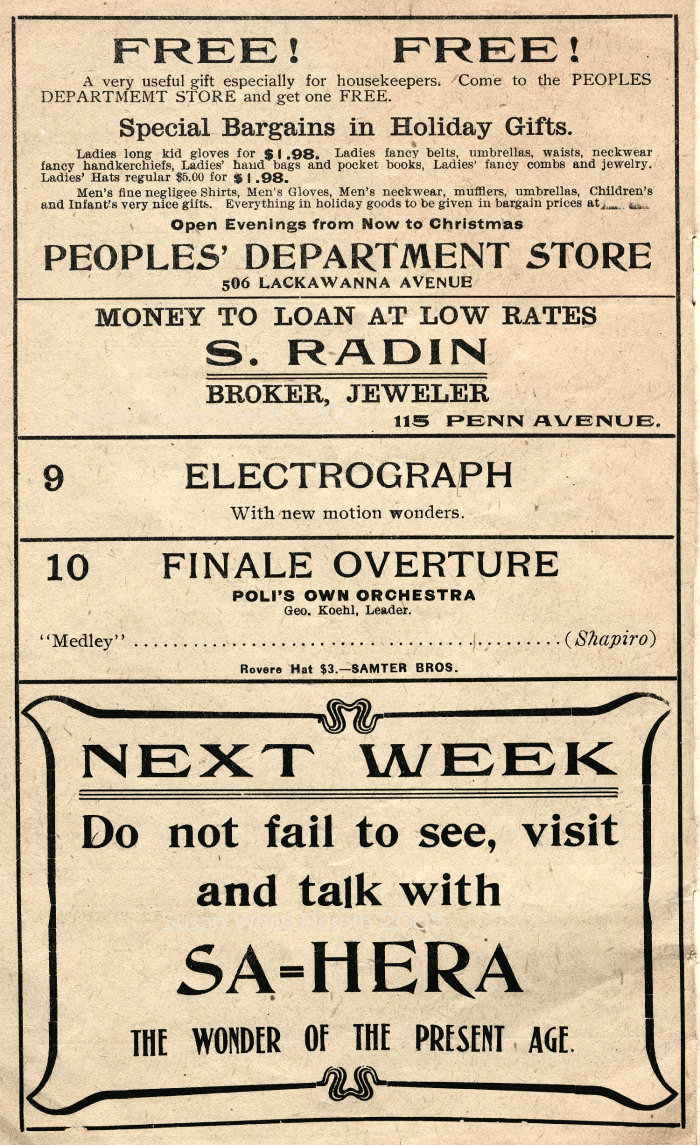 FREE! FREE!
A very useful gift especially for housekeepers. Come to the PEOPLES
DEPARTMEMT STORE and get one FREE.
Special Bargains in Holiday Gifts.
Ladies long kid gloves for $1.98. Ladies fancy belts, umbrellas, waists, neckwear
fancy handkerchiefs, Ladies' hand bags and pocket books, Ladies' fancy combs and jewelry.
Ladies' Hats regular $5.00 for $1.98.
Men's fine negligee Shirts, Men's Gloves, Men's neckwear, mufflers, umbrellas, Children's
and Infant's very nice gifts. Everything in holiday goods to be given in bargain prices at
Open Evenings from Now to Christmas
PEOPLES' DEPARTMENT STORE
506 LACKAWANNA AVENUE
MONEY TO LOAN AT LOW RATES
S. RADIN
BROKER, JEWELER
115 PENN AVENUE.
9 ELECTROGRAPH
With new motion wonders.
10 FINALE OVERTURE
POLI'S OWN ORCHESTRA
Geo. Koehl, Leader.
"Medley" ........................................ (Shapiro)
Rovere Hat $3.—SAMTER BROS.
NEXT WEEK
Do not fail to see, visit
and talk with
SA=HERA
THE WONDER OF THE PRESENT AGE.